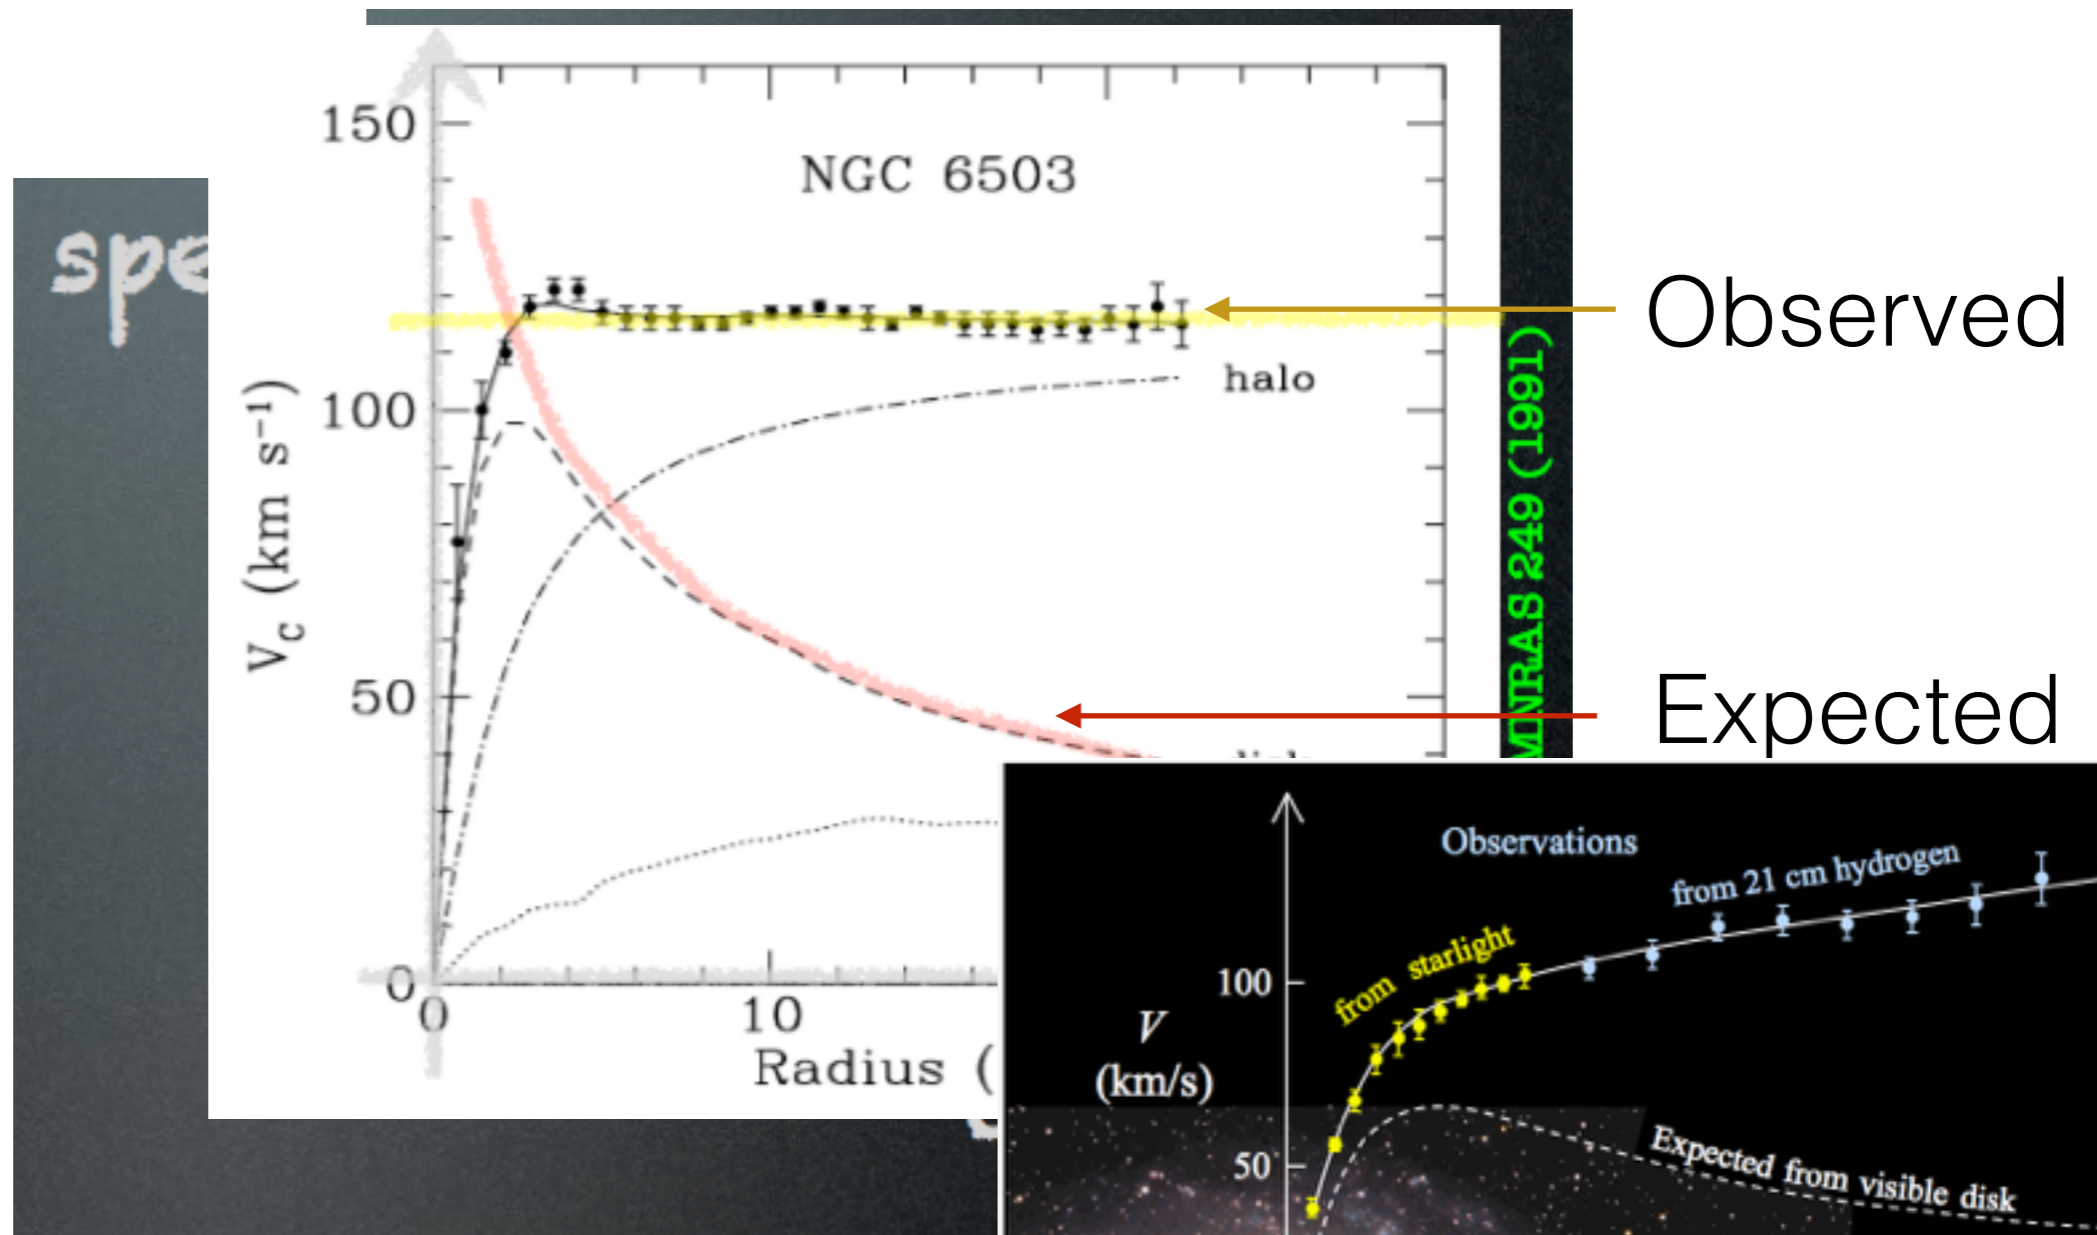 150
NGC 6503
spe
Observed
halo
100
V_c (km s⁻¹)
MNRAS 249 (1991)
50
Expected
0
0
10
Radius (
Observations
from 21 cm hydrogen
from starlight
100
V
(km/s)
50
Expected from visible disk